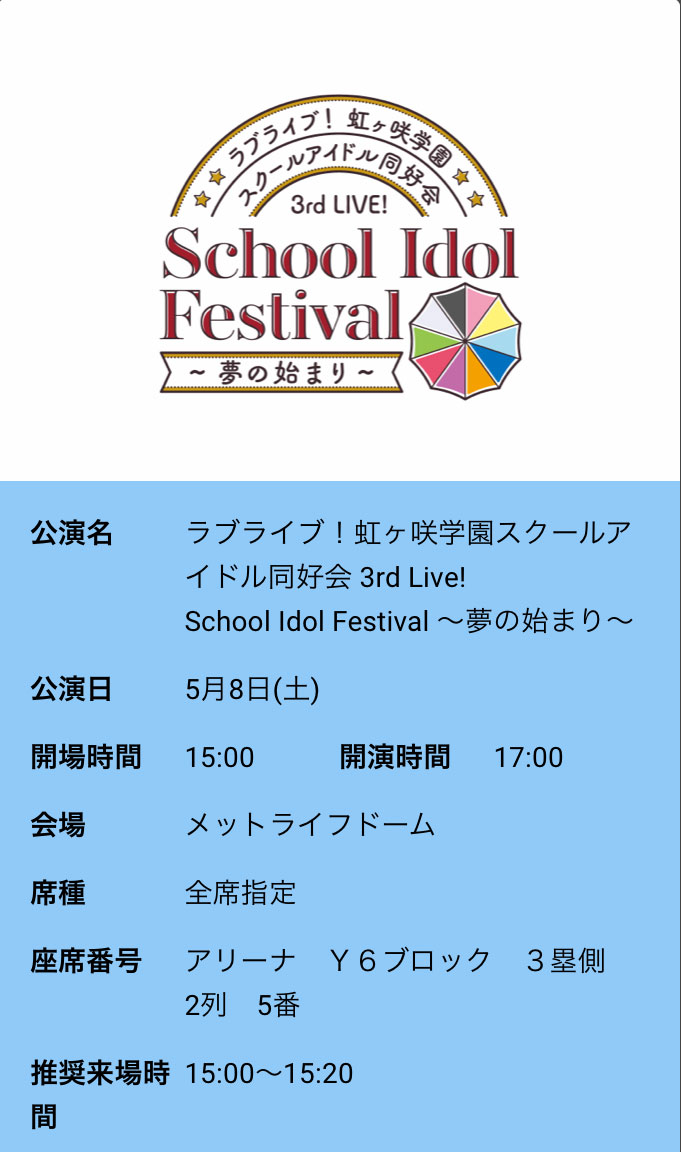 ラブライブ! 虹ヶ咲学園
スクールアイドル同好会
3rd LIVE!
School Idol
Festival
~ 夢の始まり ~
公演名 ラブライブ！虹ヶ咲学園スクールア
イドル同好会 3rd Live!
School Idol Festival 〜夢の始まり〜
公演日 5月8日(土)
開場時間 15:00 開演時間 17:00
会場 メットライフドーム
席種 全席指定
座席番号 アリーナ　Ｙ６ブロック　３塁側
2列　5番
推奨来場時 15:00〜15:20
間